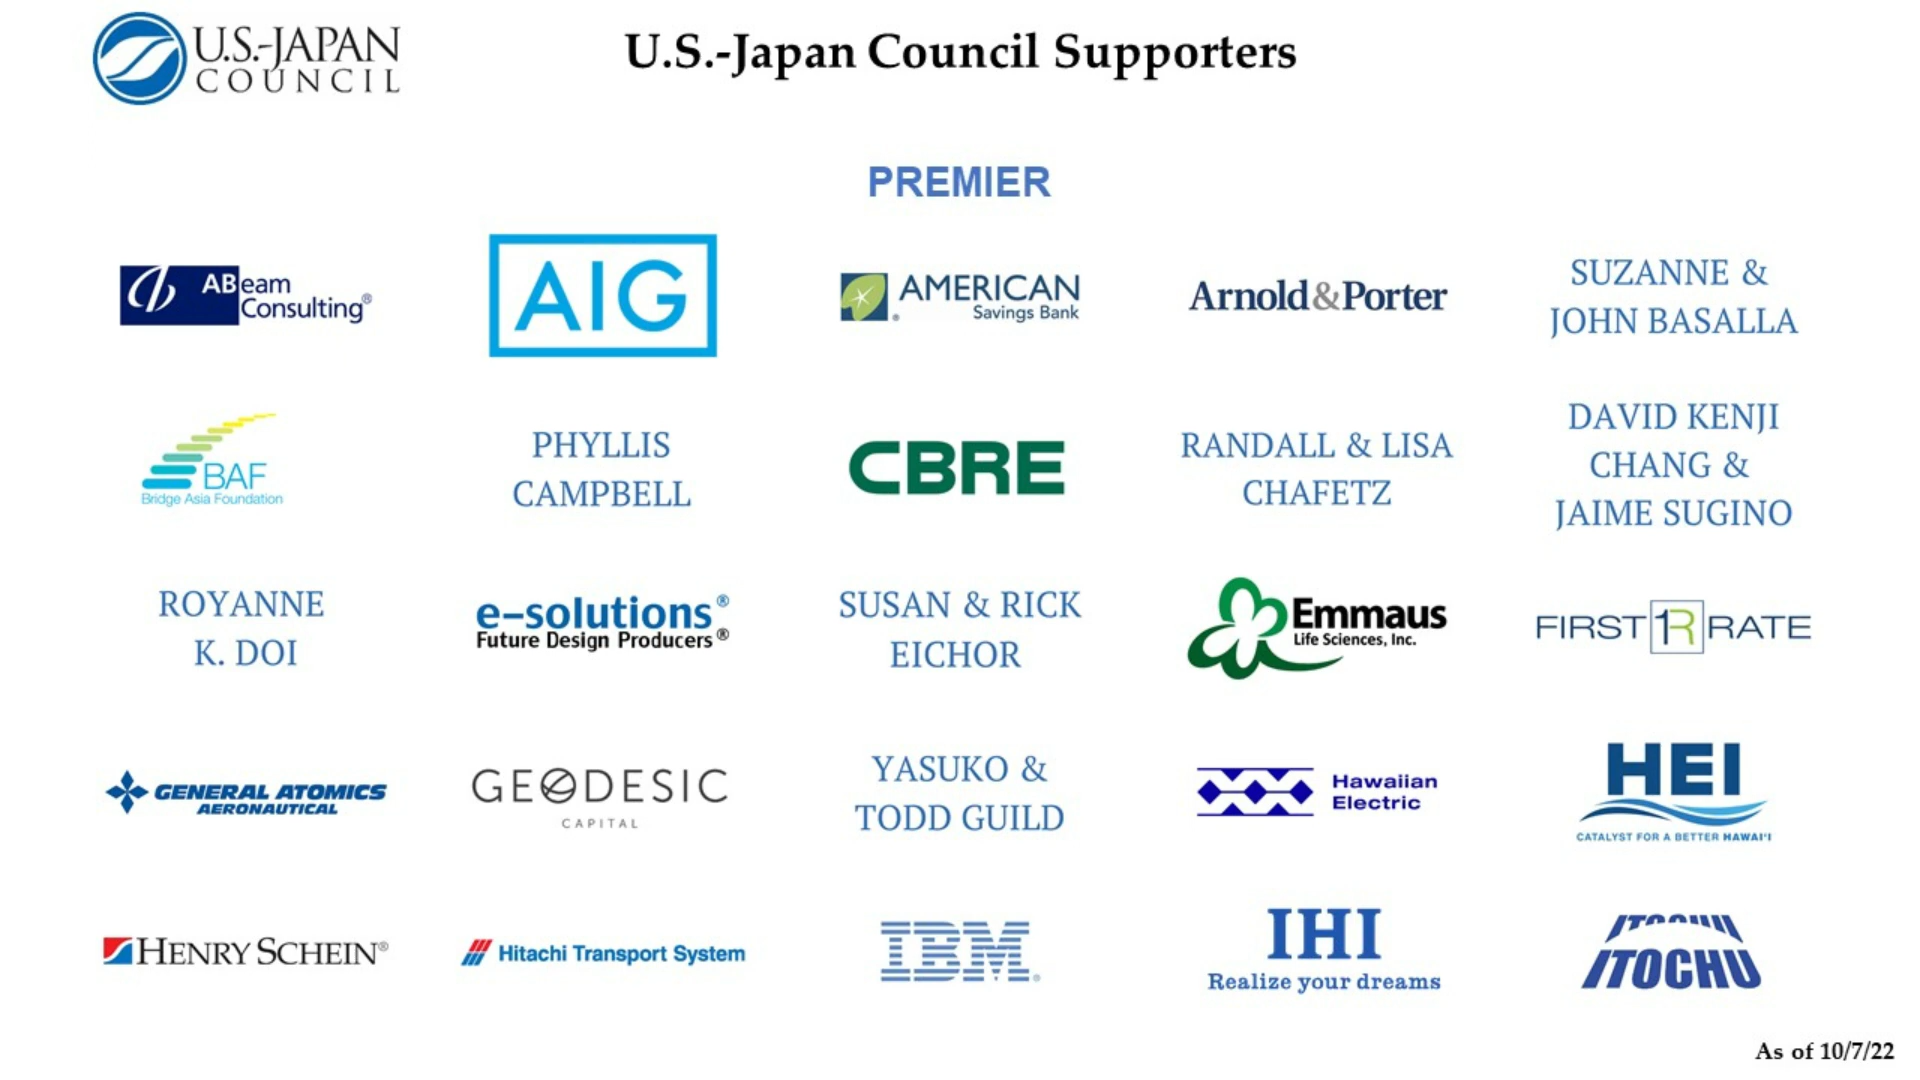 U.S.-JAPAN
COUNCIL
U.S.-Japan Council Supporters
PREMIER
ABeam
Consulting®
AIG
AMERICAN
Savings Bank
®
Arnold&Porter
SUZANNE &
JOHN BASALLA
BAF
Bridge Asia Foundation
PHYLLIS
CAMPBELL
CBRE
RANDALL & LISA
CHAFETZ
DAVID KENJI
CHANG &
JAIME SUGINO
ROYANNE
K. DOI
e-solutions®
Future Design Producers®
SUSAN & RICK
EICHOR
Emmaus
Life Sciences, Inc.
FIRST 1R RATE
GENERAL ATOMICS
AERONAUTICAL
GEODESIC
CAPITAL
YASUKO &
TODD GUILD
Hawaiian
Electric
HEI
CATALYST FOR A BETTER HAWAI'I
HENRY SCHEIN®
Hitachi Transport System
IBM®
IHI
Realize your dreams
ITOCHU
ITOCHU
As of 10/7/22